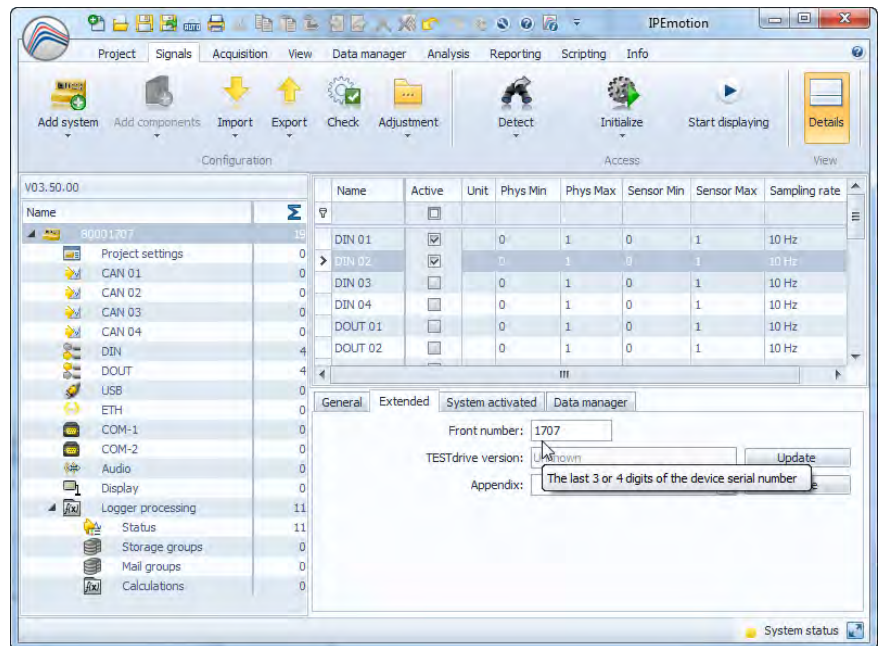 IPEmotion
Project Signals Acquisition View Data manager Analysis Reporting Scripting Info
Add system Add components Import Export Check Adjustment Detect Initialize Start displaying Details
Configuration Access View
V03.50.00
Name
80001707 19
Project settings 0
CAN 01 0
CAN 02 0
CAN 03 0
CAN 04 0
DIN 4
DOUT 4
USB 0
ETH 0
COM-1 0
COM-2 0
Audio 0
Display 0
Logger processing 11
Status 11
Storage groups 0
Mail groups 0
Calculations 0
Name Active Unit Phys Min Phys Max Sensor Min Sensor Max Sampling rate
DIN 01 0 1 0 1 10 Hz
DIN 02 0 1 0 1 10 Hz
DIN 03 0 1 0 1 10 Hz
DIN 04 0 1 0 1 10 Hz
DOUT 01 0 1 0 1 10 Hz
DOUT 02 0 1 0 1 10 Hz
General Extended System activated Data manager
Front number: 1707
TESTdrive version: Unknown Update
Appendix:
The last 3 or 4 digits of the device serial number
System status